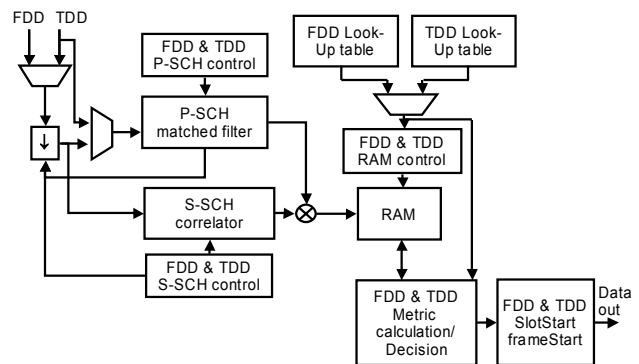 FDD TDD
FDD & TDD
P-SCH control
FDD Look-
Up table
TDD Look-
Up table
P-SCH
matched filter
FDD & TDD
RAM control
S-SCH
correlator
RAM
FDD & TDD
S-SCH control
FDD & TDD
Metric
calculation/
Decision
FDD & TDD
SlotStart
frameStart
Data
out